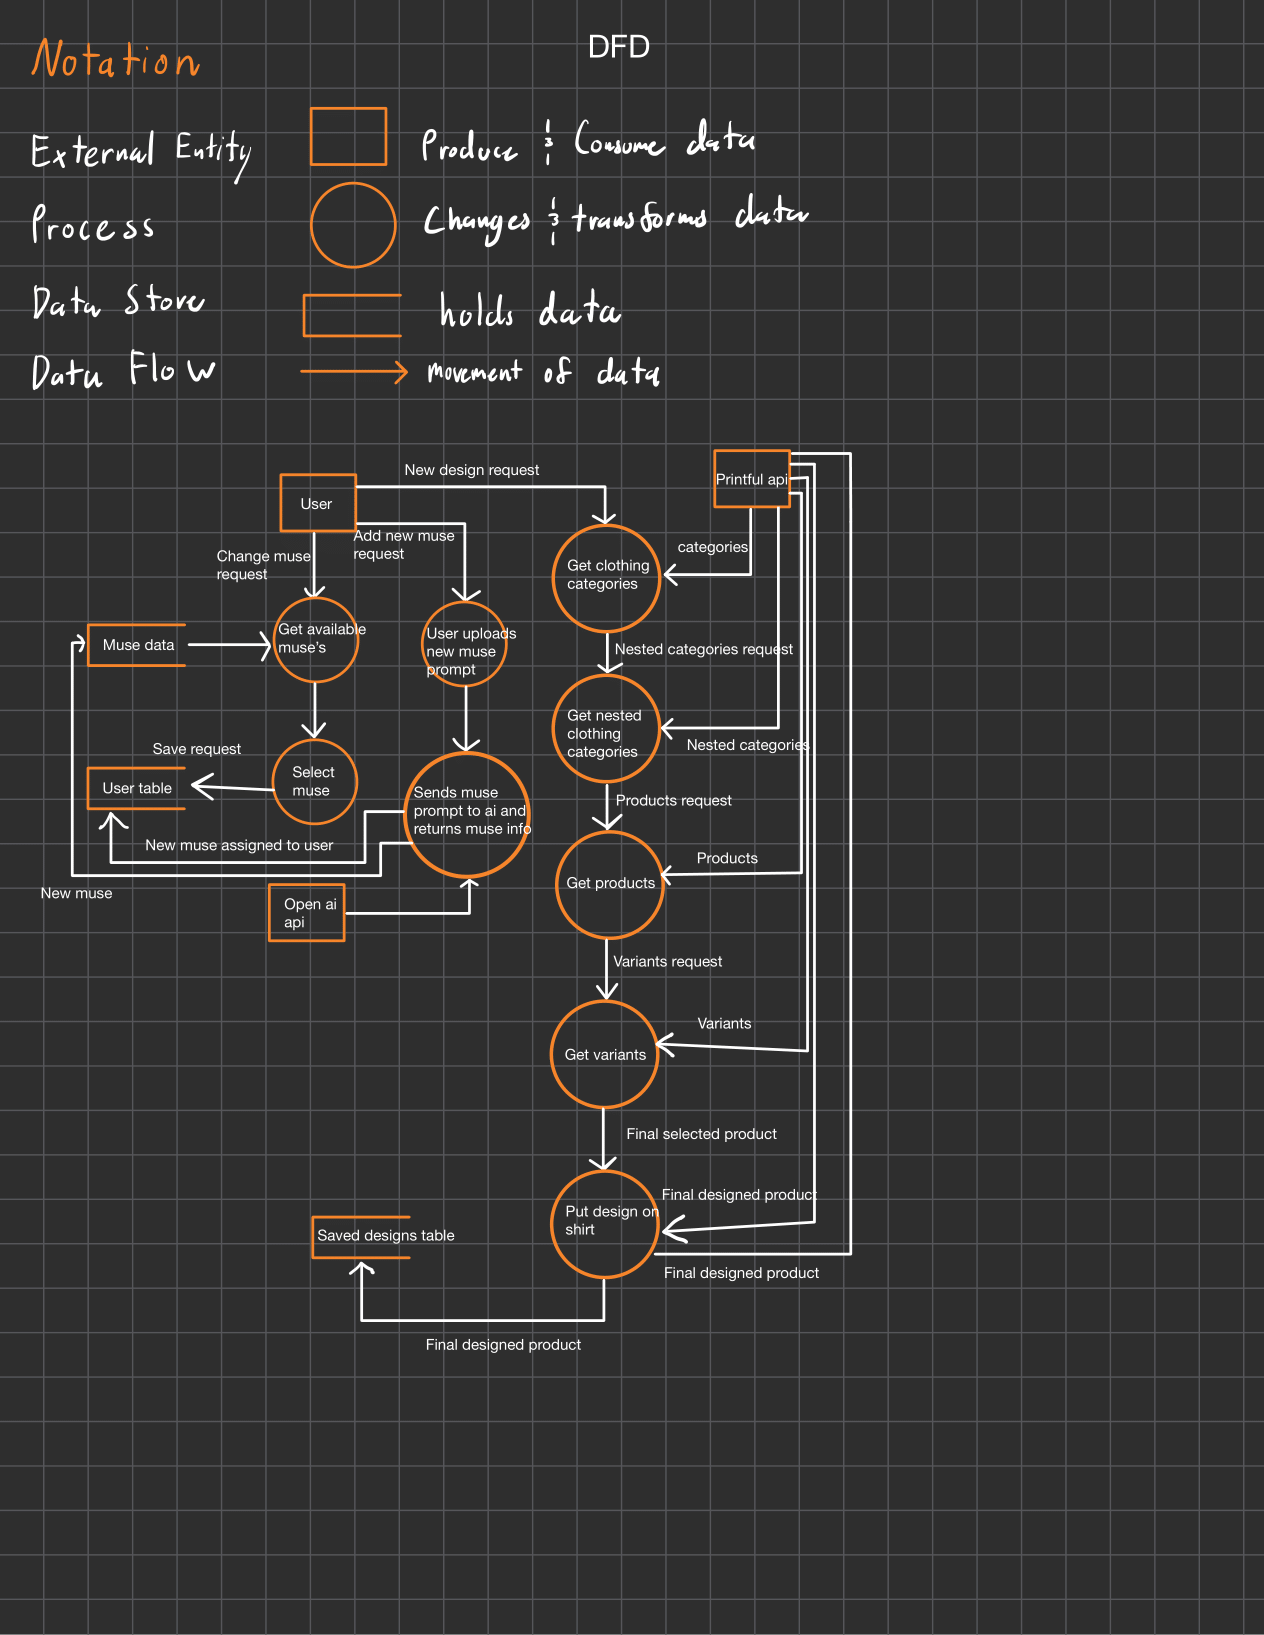 DFD
Notation
External Entity
Produce & Consume data
Process
Changes & transforms data
Data Store
holds data
Data Flow
movement of data
New design request
User
Printful api
Add new muse
request
Change muse
request
categories
Get clothing
categories
Muse data
Get available
muse's
User uploads
new muse
prompt
Nested categories request
Get nested
clothing
categories
Nested categories
Save request
User table
Select
muse
Sends muse
prompt to ai and
returns muse info
Products request
New muse assigned to user
Products
New muse
Open ai
api
Get products
Variants request
Variants
Get variants
Final selected product
Final designed product
Put design on
shirt
Saved designs table
Final designed product
Final designed product